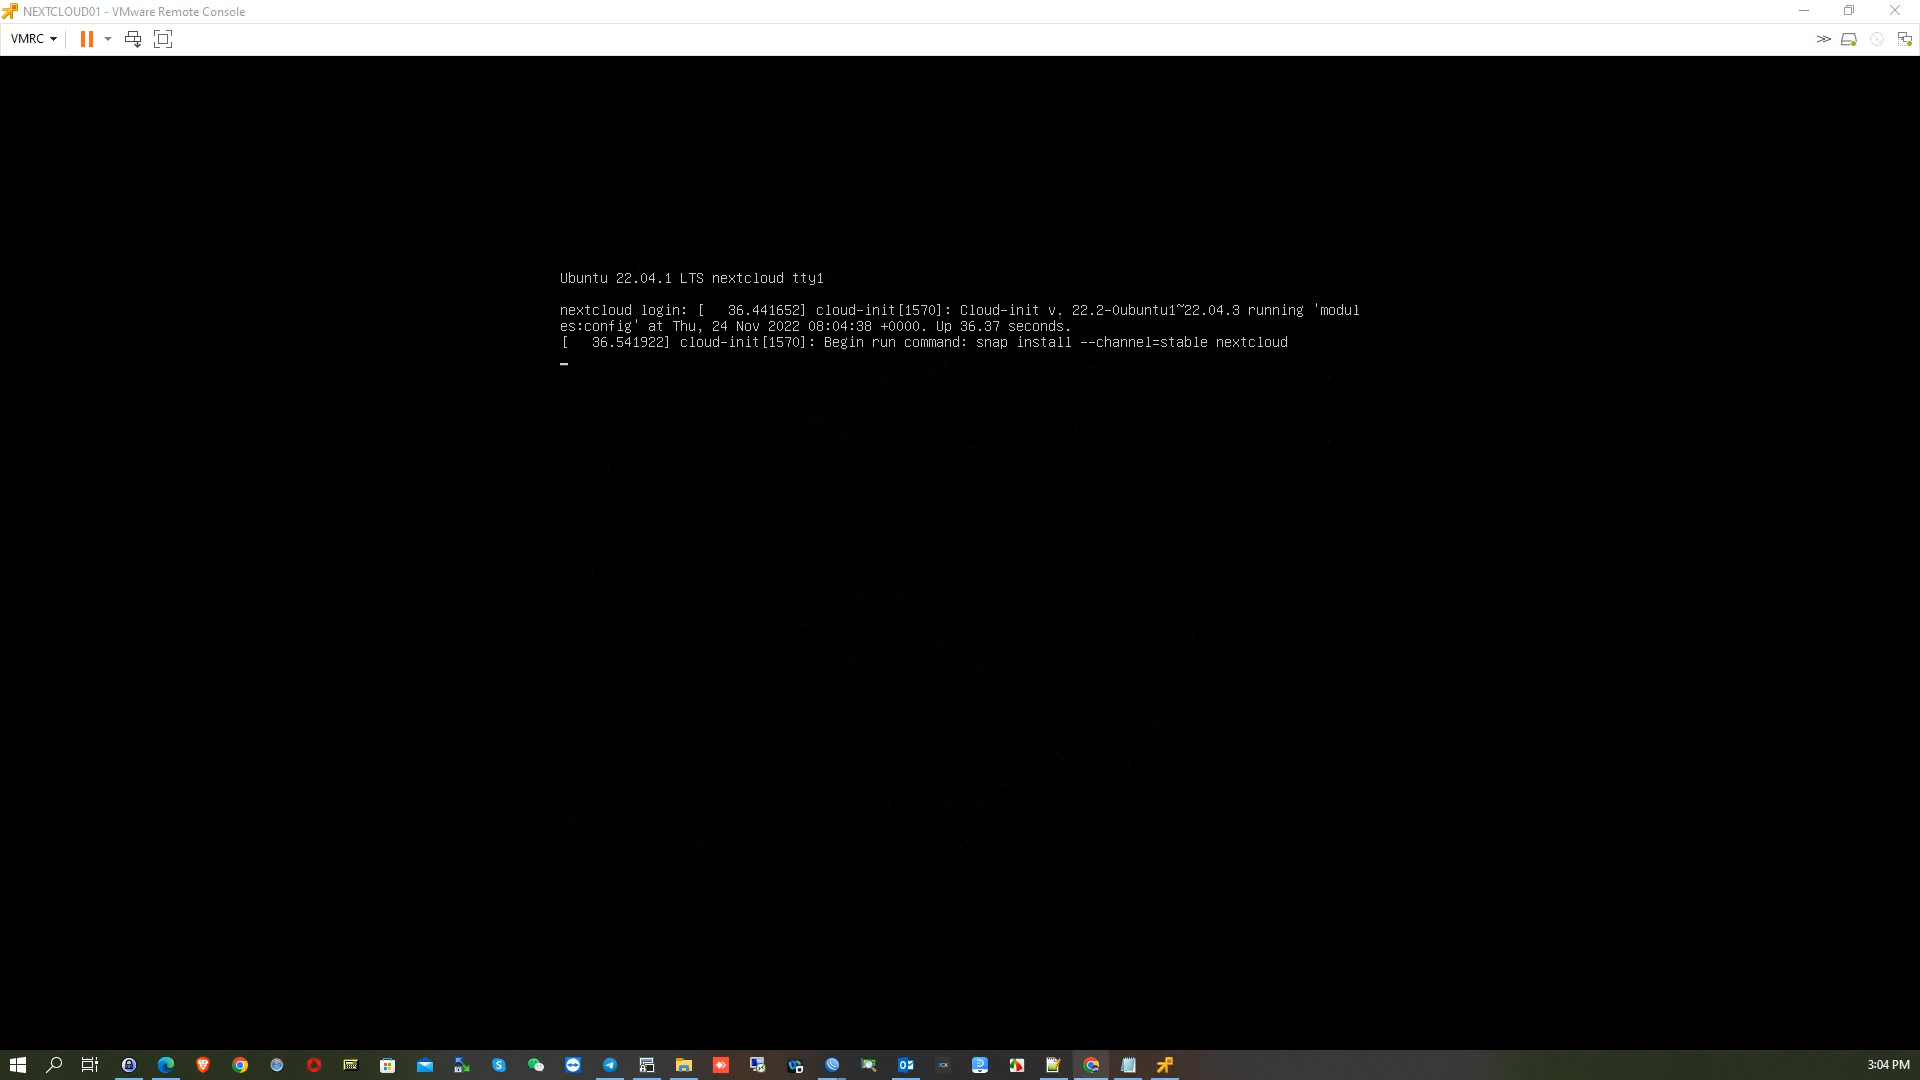 NEXTCLOUD01 - VMware Remote Console
VMRC
Ubuntu 22.04.1 LTS nextcloud tty1
nextcloud login: [   36.441652] cloud-init[1570]: Cloud-init v. 22.2-0ubuntu1~22.04.3 running 'modul
es:config' at Thu, 24 Nov 2022 08:04:38 +0000. Up 36.37 seconds.
[   36.541922] cloud-init[1570]: Begin run command: snap install --channel=stable nextcloud
3:04 PM